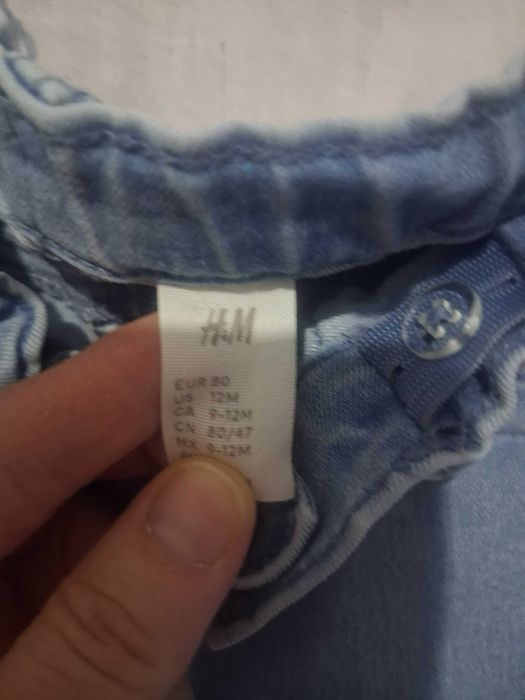 H&M
EUR 80
US 12M
CA 9-12M
CN 80/47
MX 9-12M